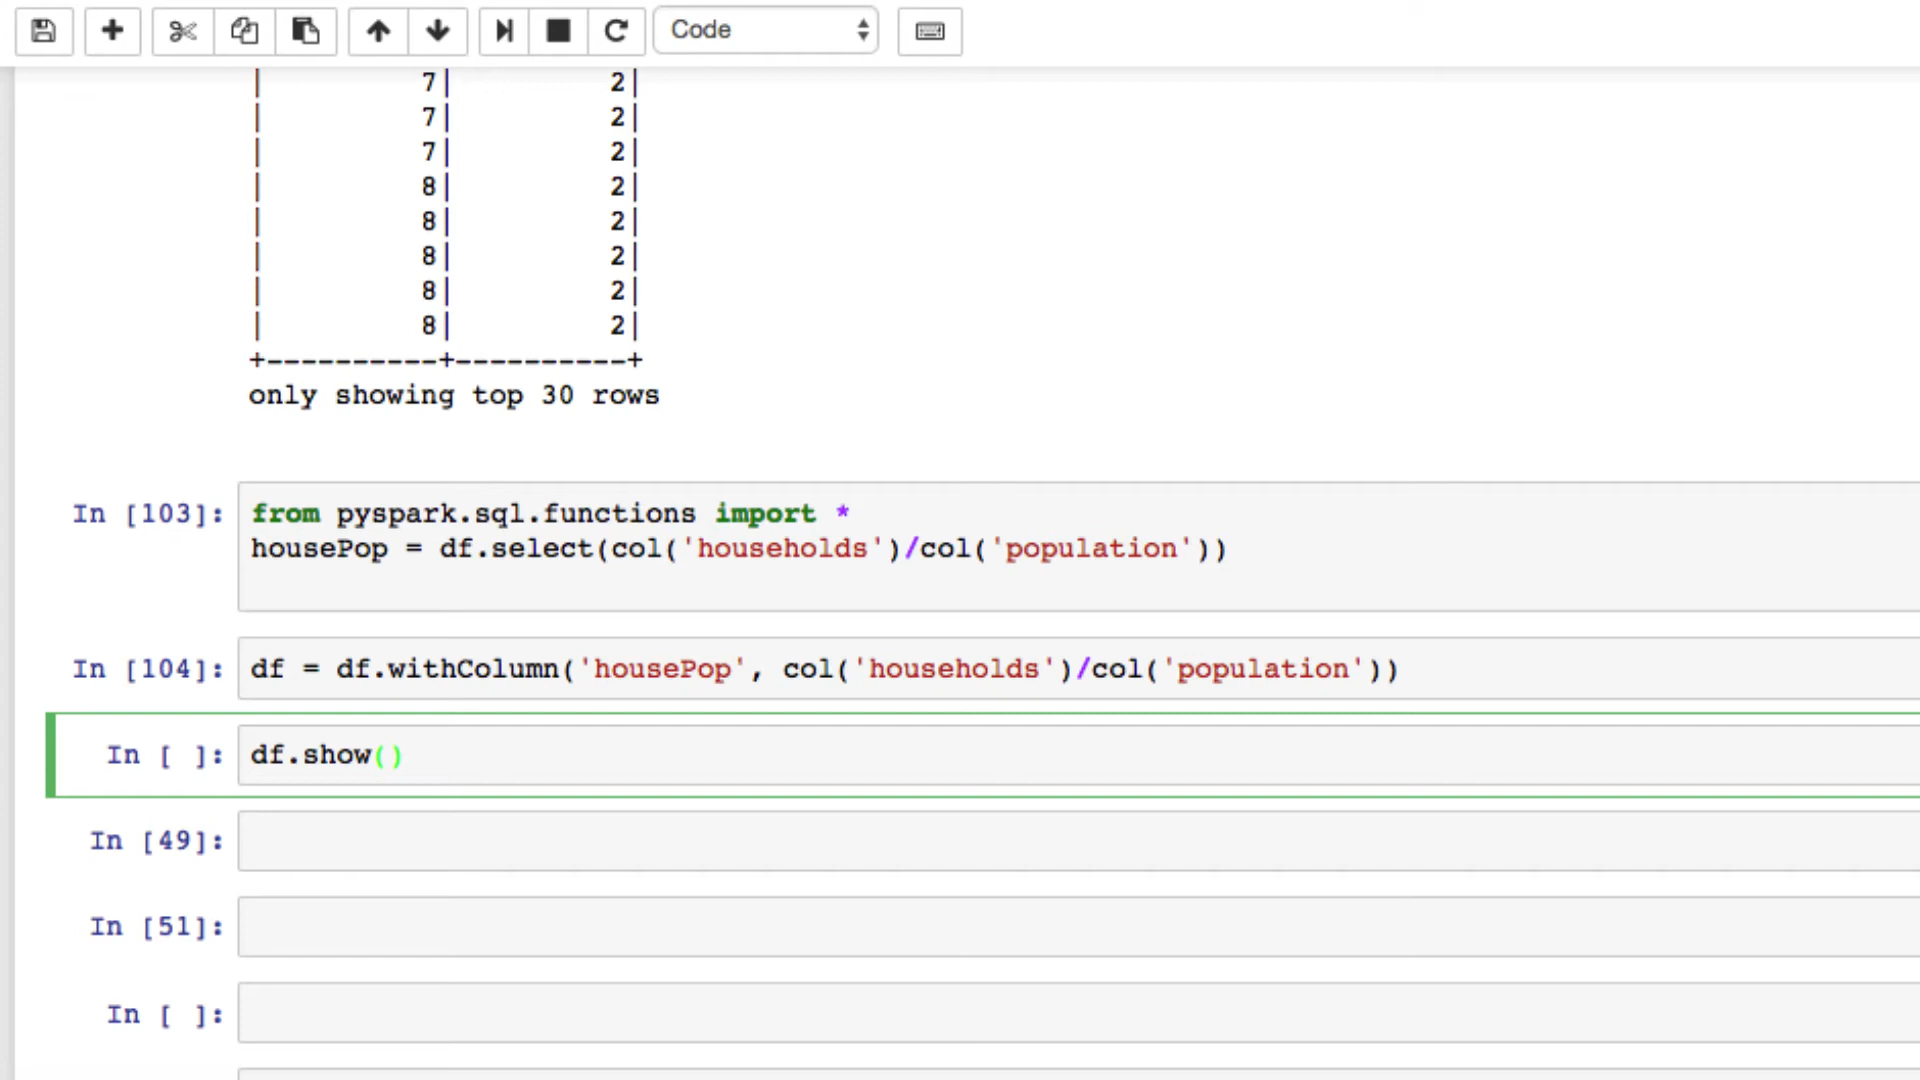 Code
| 7| 2|
| 7| 2|
| 7| 2|
| 8| 2|
| 8| 2|
| 8| 2|
| 8| 2|
| 8| 2|
+----------+----------+
only showing top 30 rows
In [103]: from pyspark.sql.functions import *
housePop = df.select(col('households')/col('population'))
In [104]: df = df.withColumn('housePop', col('households')/col('population'))
In [ ]: df.show()
In [49]:
In [51]:
In [ ]: